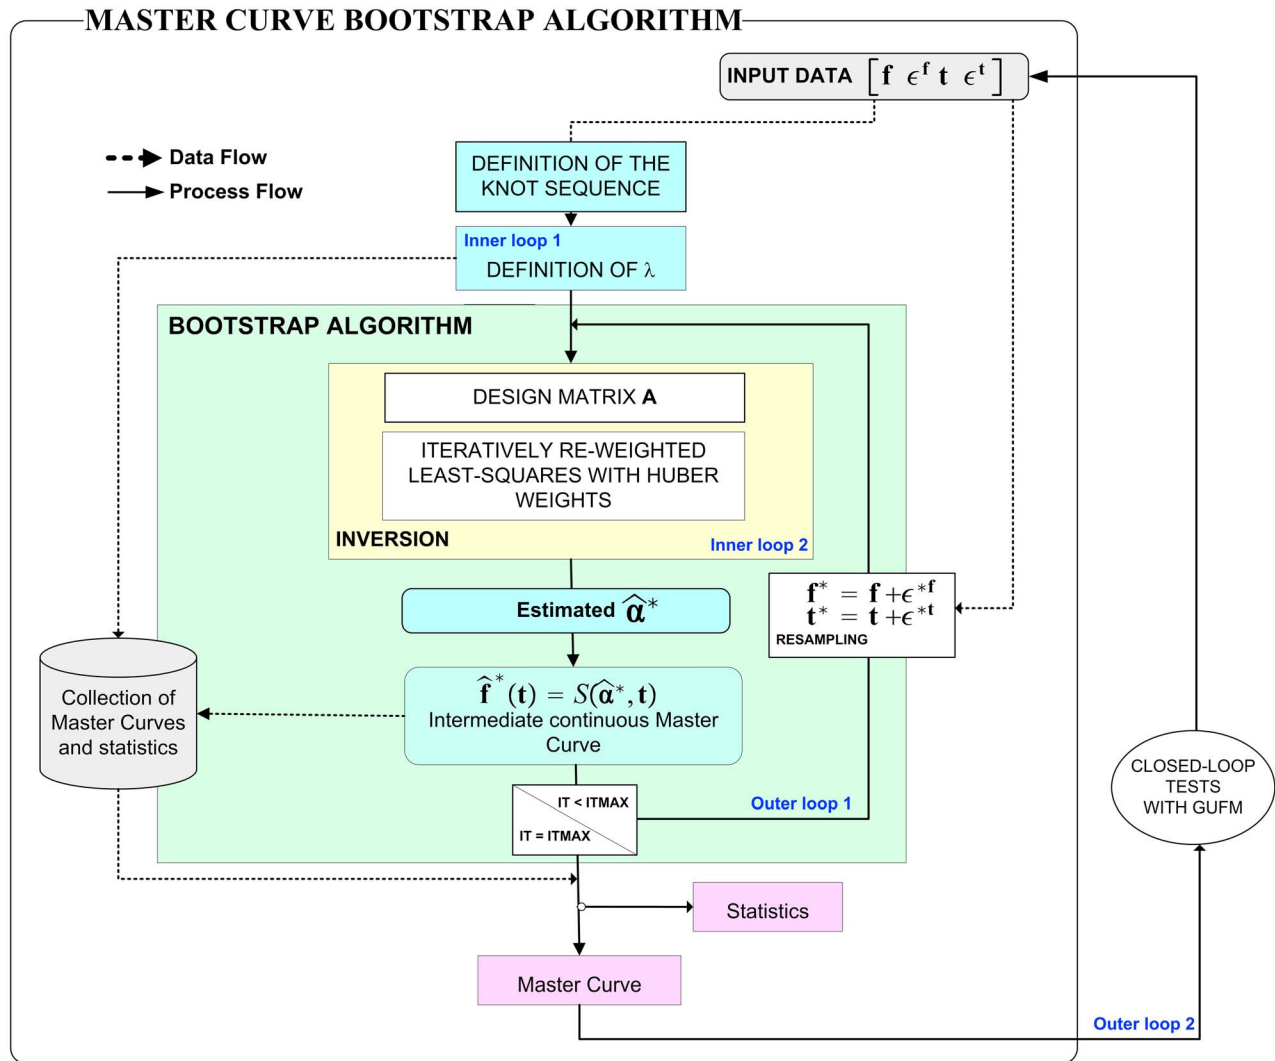 MASTER CURVE BOOTSTRAP ALGORITHM
INPUT DATA [f ϵ^f t ϵ^t]
Data Flow
Process Flow
DEFINITION OF THE
KNOT SEQUENCE
Inner loop 1
DEFINITION OF λ
BOOTSTRAP ALGORITHM
DESIGN MATRIX A
ITERATIVELY RE-WEIGHTED
LEAST-SQUARES WITH HUBER
WEIGHTS
INVERSION
Inner loop 2
Estimated α̂*
f* = f +ϵ*^f
t* = t +ϵ*^t
RESAMPLING
f̂*(t) = S(α̂*, t)
Intermediate continuous Master
Curve
Collection of
Master Curves
and statistics
IT < ITMAX
IT = ITMAX
Outer loop 1
CLOSED-LOOP
TESTS
WITH GUFM
Statistics
Master Curve
Outer loop 2